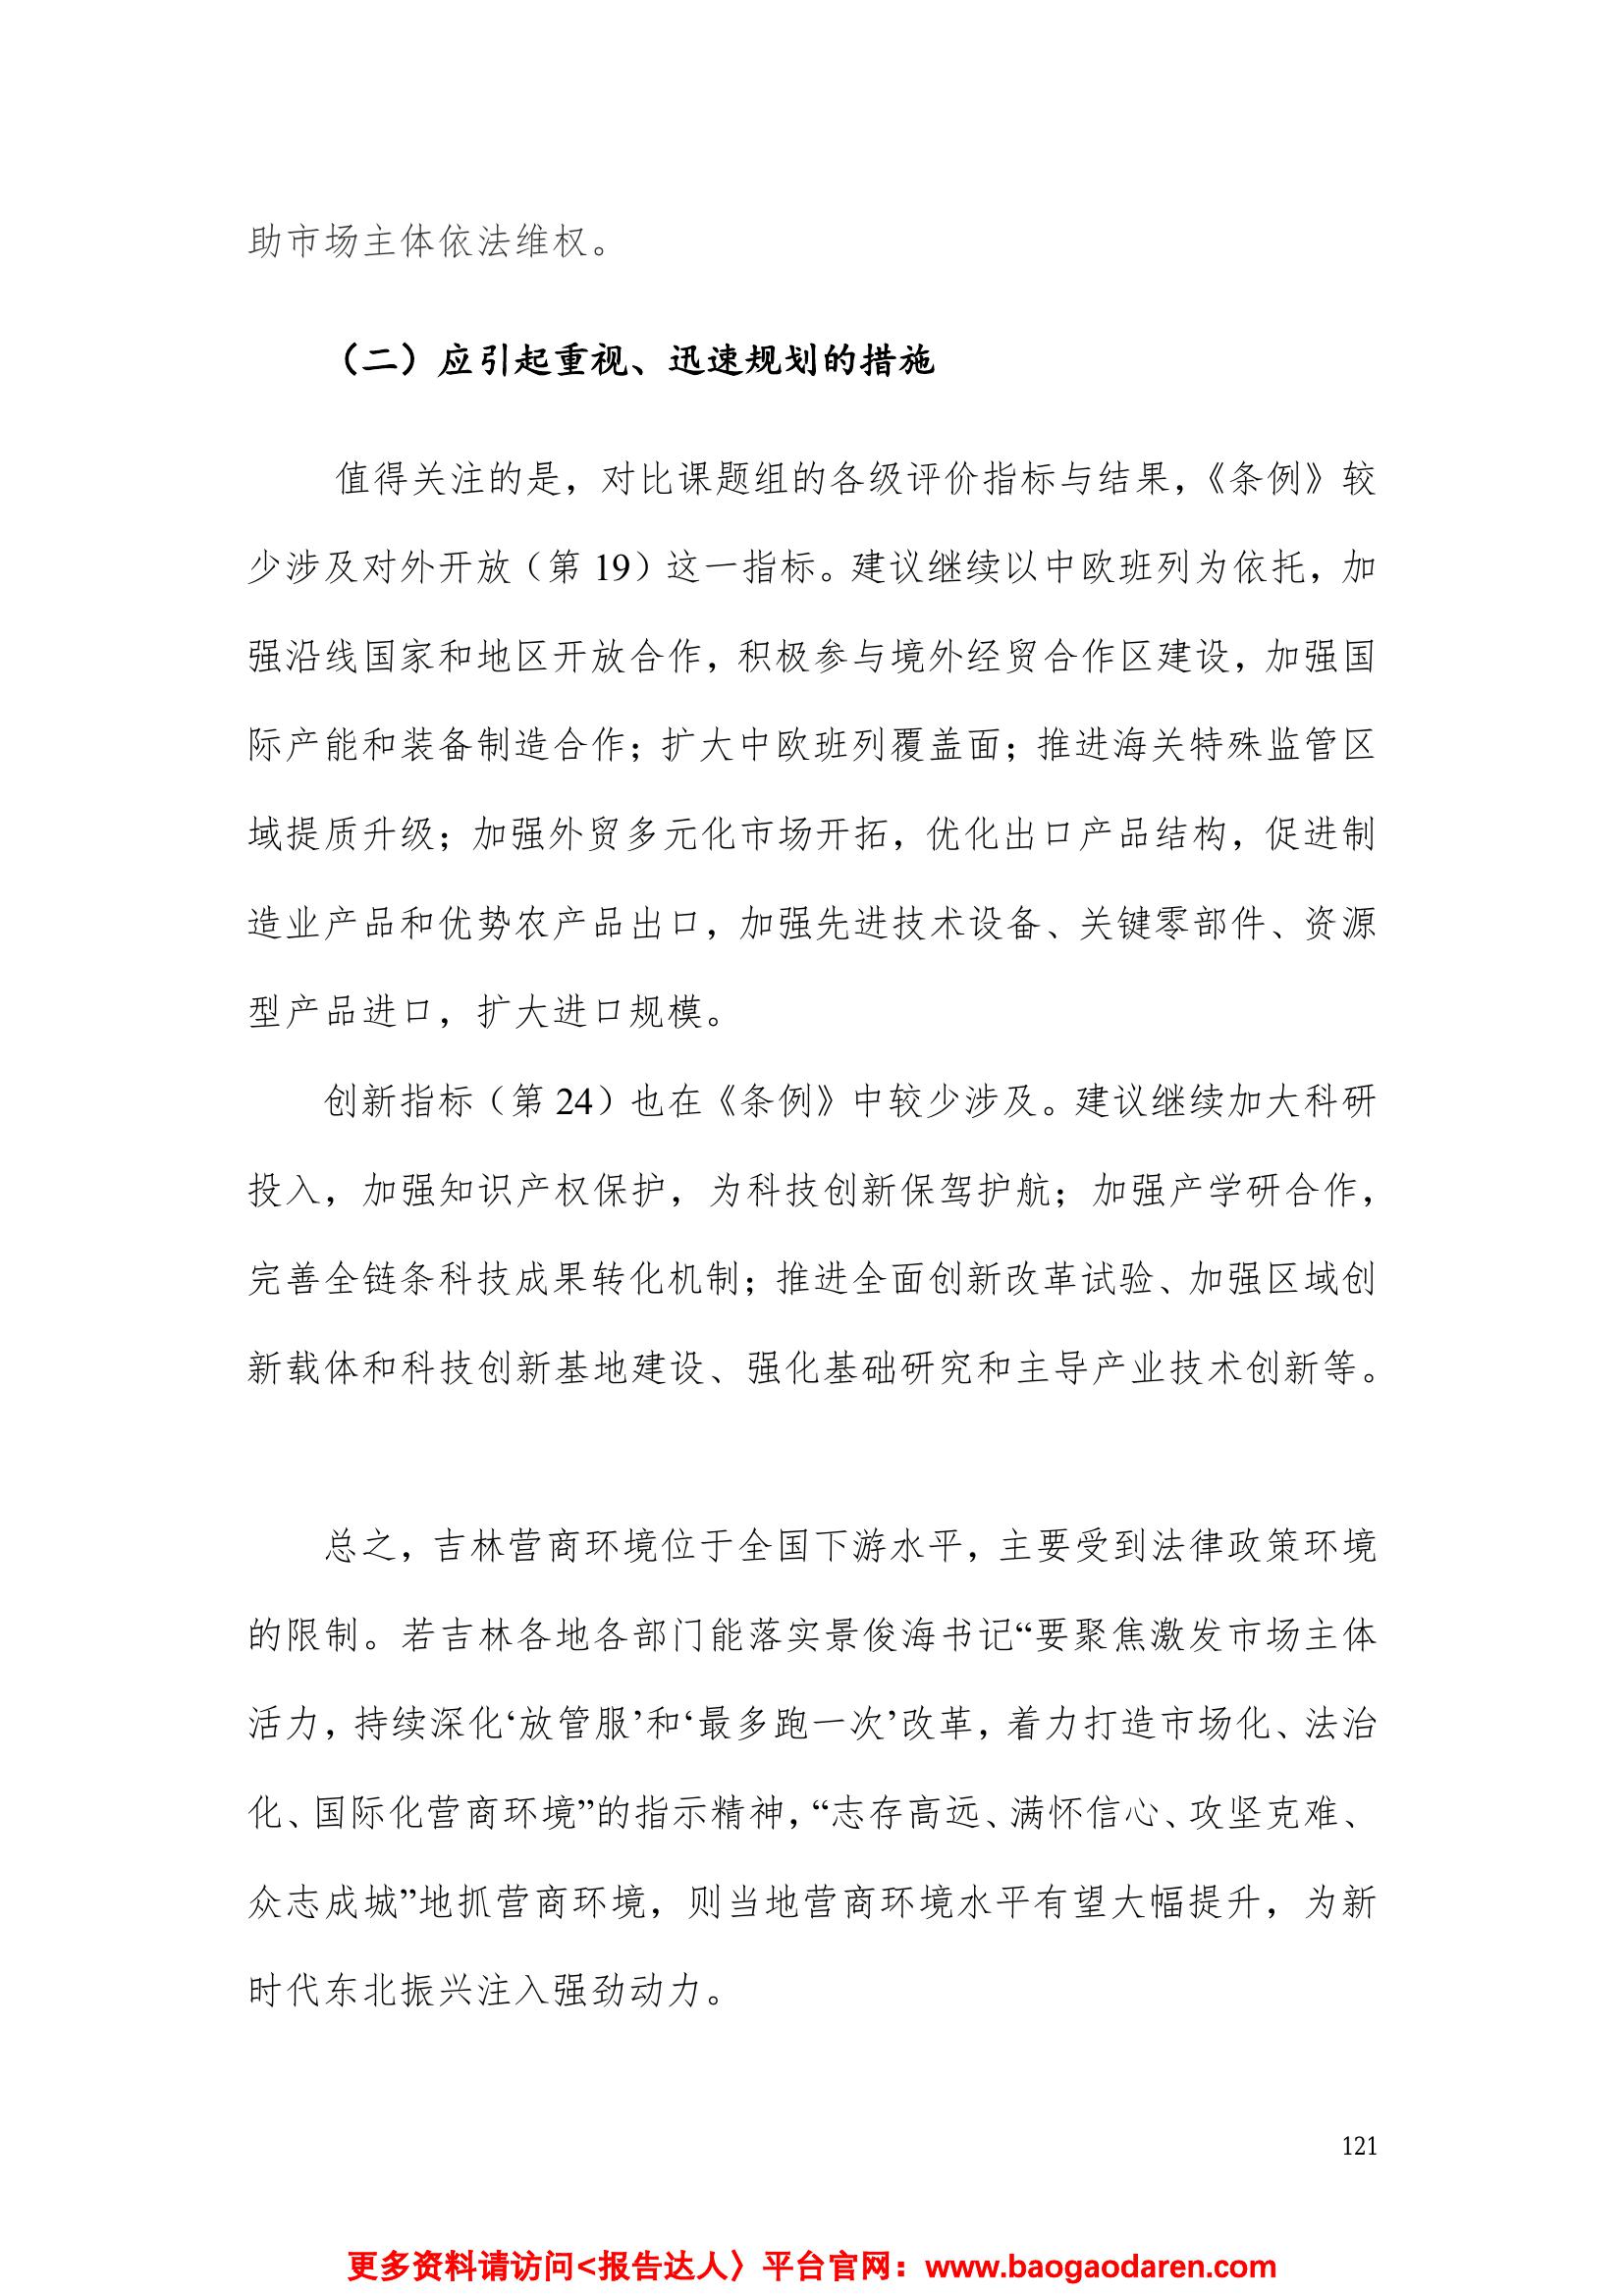 助市场主体依法维权。
（二）应引起重视、迅速规划的措施
值得关注的是，对比课题组的各级评价指标与结果，《条例》较
少涉及对外开放（第 19）这一指标。建议继续以中欧班列为依托，加
强沿线国家和地区开放合作，积极参与境外经贸合作区建设，加强国
际产能和装备制造合作；扩大中欧班列覆盖面；推进海关特殊监管区
域提质升级；加强外贸多元化市场开拓，优化出口产品结构，促进制
造业产品和优势农产品出口，加强先进技术设备、关键零部件、资源
型产品进口，扩大进口规模。
创新指标（第 24）也在《条例》中较少涉及。建议继续加大科研
投入，加强知识产权保护，为科技创新保驾护航；加强产学研合作，
完善全链条科技成果转化机制；推进全面创新改革试验、加强区域创
新载体和科技创新基地建设、强化基础研究和主导产业技术创新等。
总之，吉林营商环境位于全国下游水平，主要受到法律政策环境
的限制。若吉林各地各部门能落实景俊海书记“要聚焦激发市场主体
活力，持续深化‘放管服’和‘最多跑一次’改革，着力打造市场化、法治
化、国际化营商环境”的指示精神，“志存高远、满怀信心、攻坚克难、
众志成城”地抓营商环境，则当地营商环境水平有望大幅提升，为新
时代东北振兴注入强劲动力。
121
更多资料请访问<报告达人〉平台官网：www.baogaodaren.com